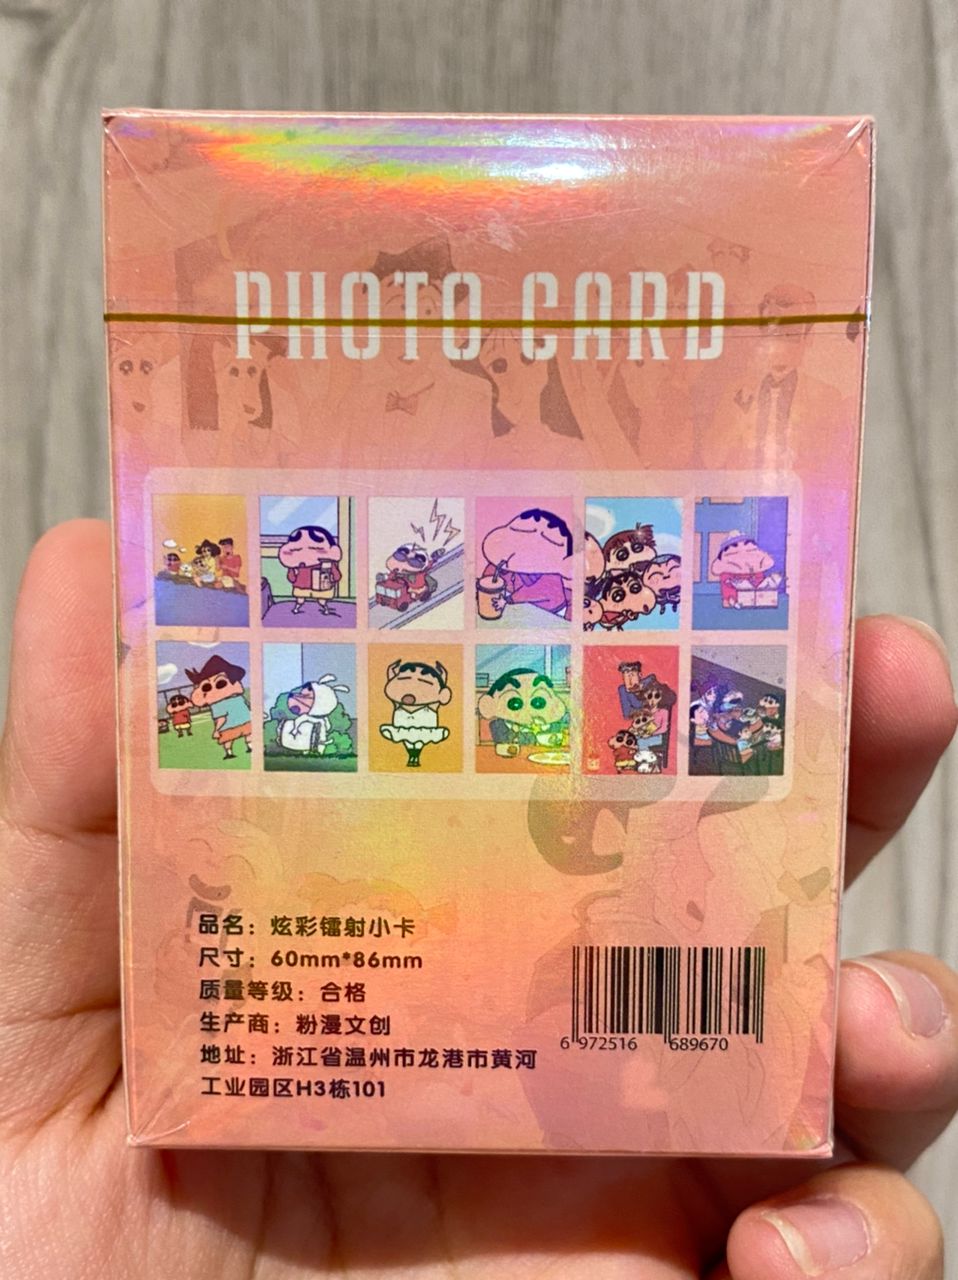 PHOTO CARD
品名：炫彩镭射小卡
尺寸：60mm*86mm
质量等级：合格
生产商：粉漫文创
地址：浙江省温州市龙港市黄河
工业园区H3栋101
6 972516 689670